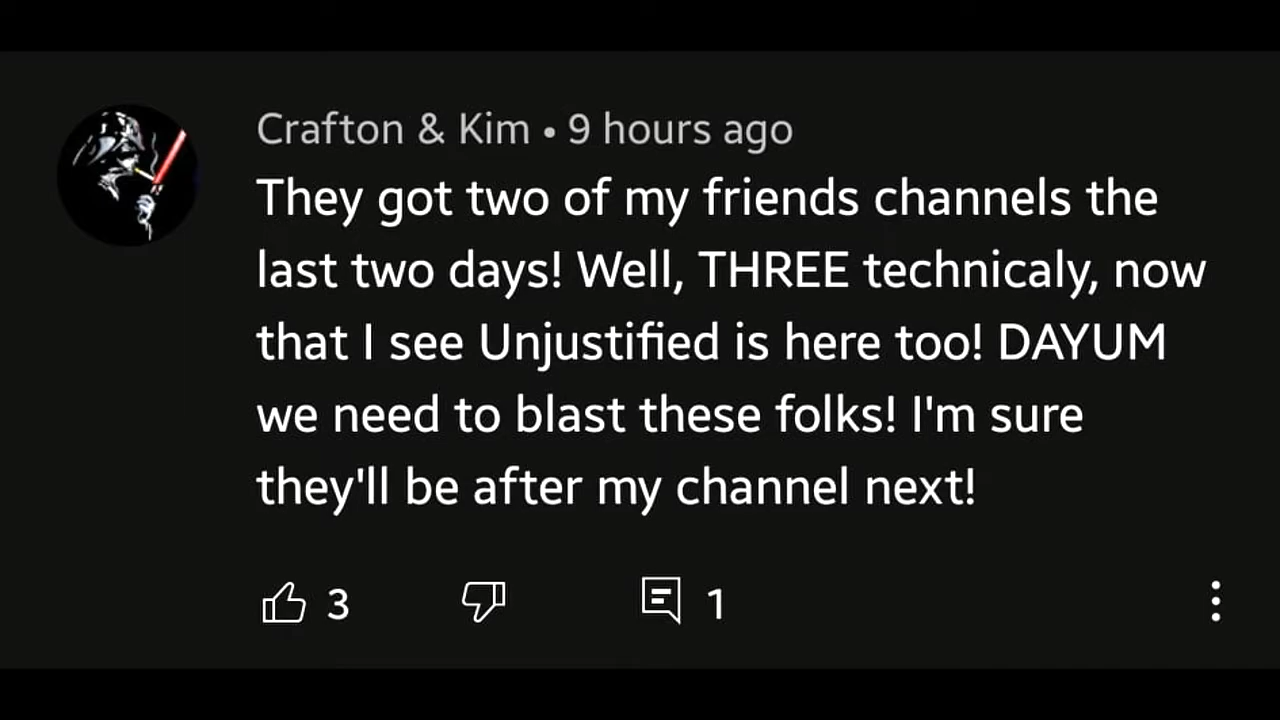 Crafton & Kim • 9 hours ago
They got two of my friends channels the
last two days! Well, THREE technicaly, now
that I see Unjustified is here too! DAYUM
we need to blast these folks! I'm sure
they'll be after my channel next!
3 1